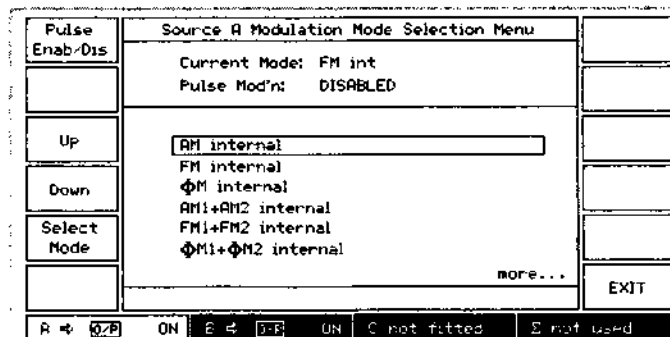 Pulse
Enab/Dis
Source A Modulation Mode Selection Menu
Current Mode: FM int
Pulse Mod'n: DISABLED
Up
Down
Select
Mode
AM internal
FM internal
ΦM internal
AM1+AM2 internal
FM1+FM2 internal
ΦM1+ΦM2 internal
more...
EXIT
A ⇨ O/P ON
B ⇨ O/P ON
C not fitted
Σ not used